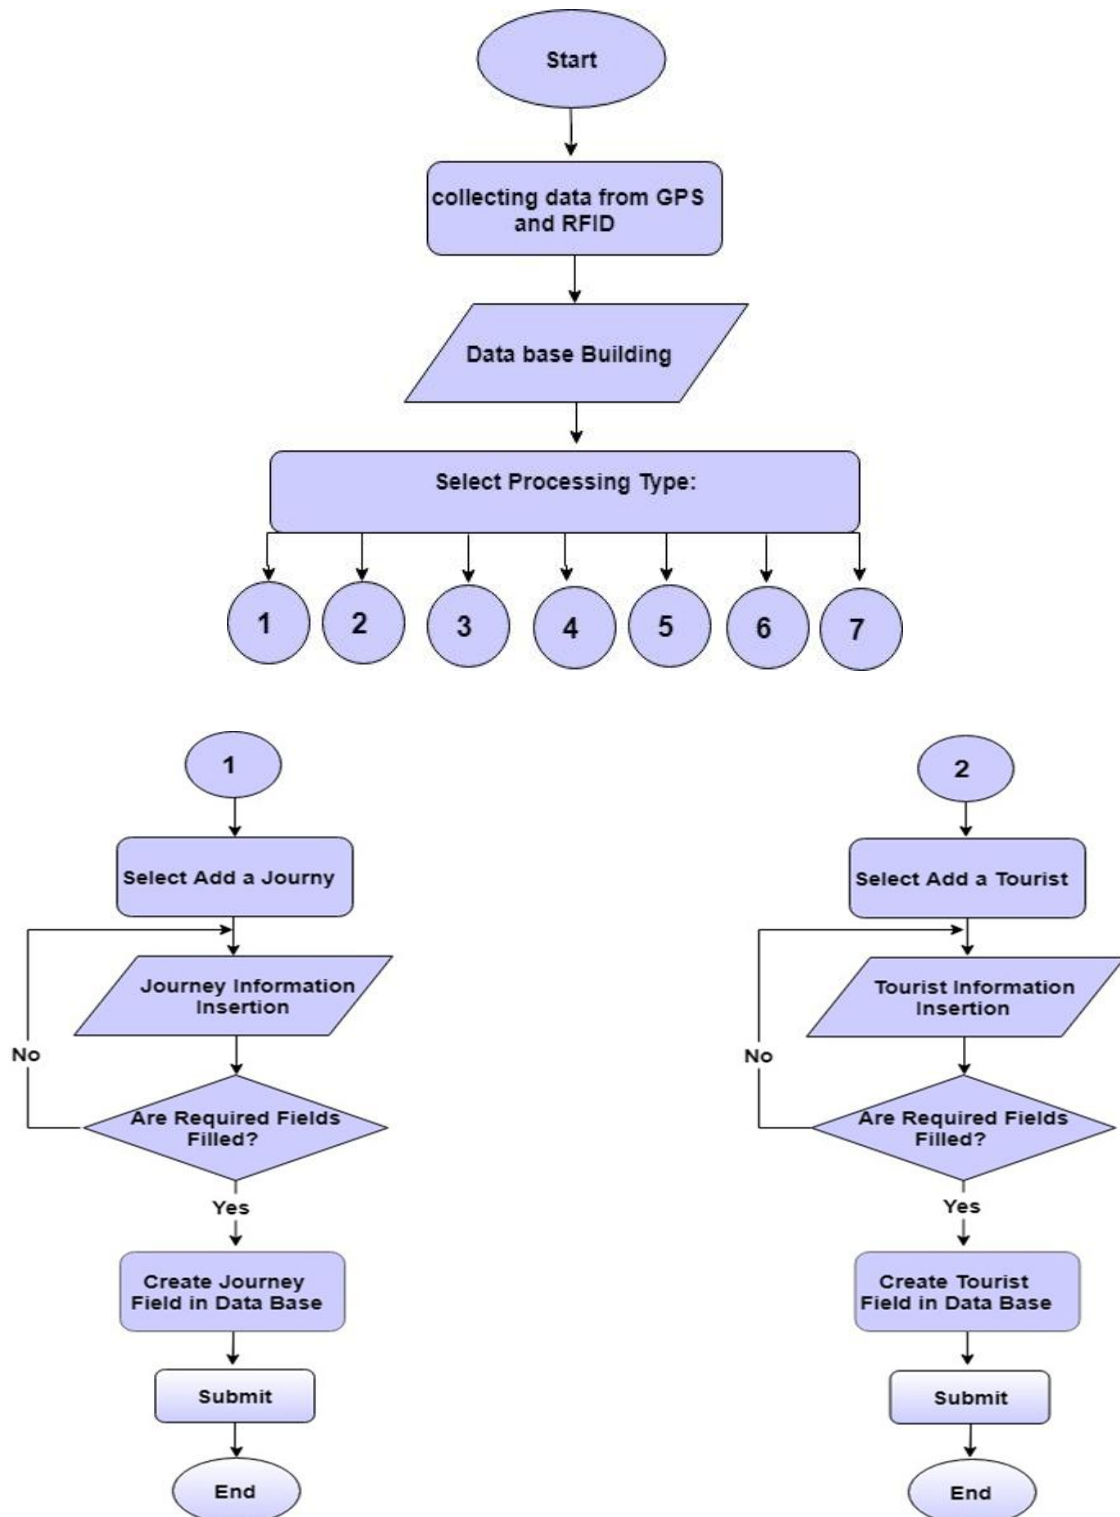 Start
collecting data from GPS
and RFID
Data base Building
Select Processing Type:
1
2
3
4
5
6
7
1
Select Add a Journy
Journey Information
Insertion
No
Are Required Fields
Filled?
Yes
Create Journey
Field in Data Base
Submit
End
2
Select Add a Tourist
Tourist Information
Insertion
No
Are Required Fields
Filled?
Yes
Create Tourist
Field in Data Base
Submit
End